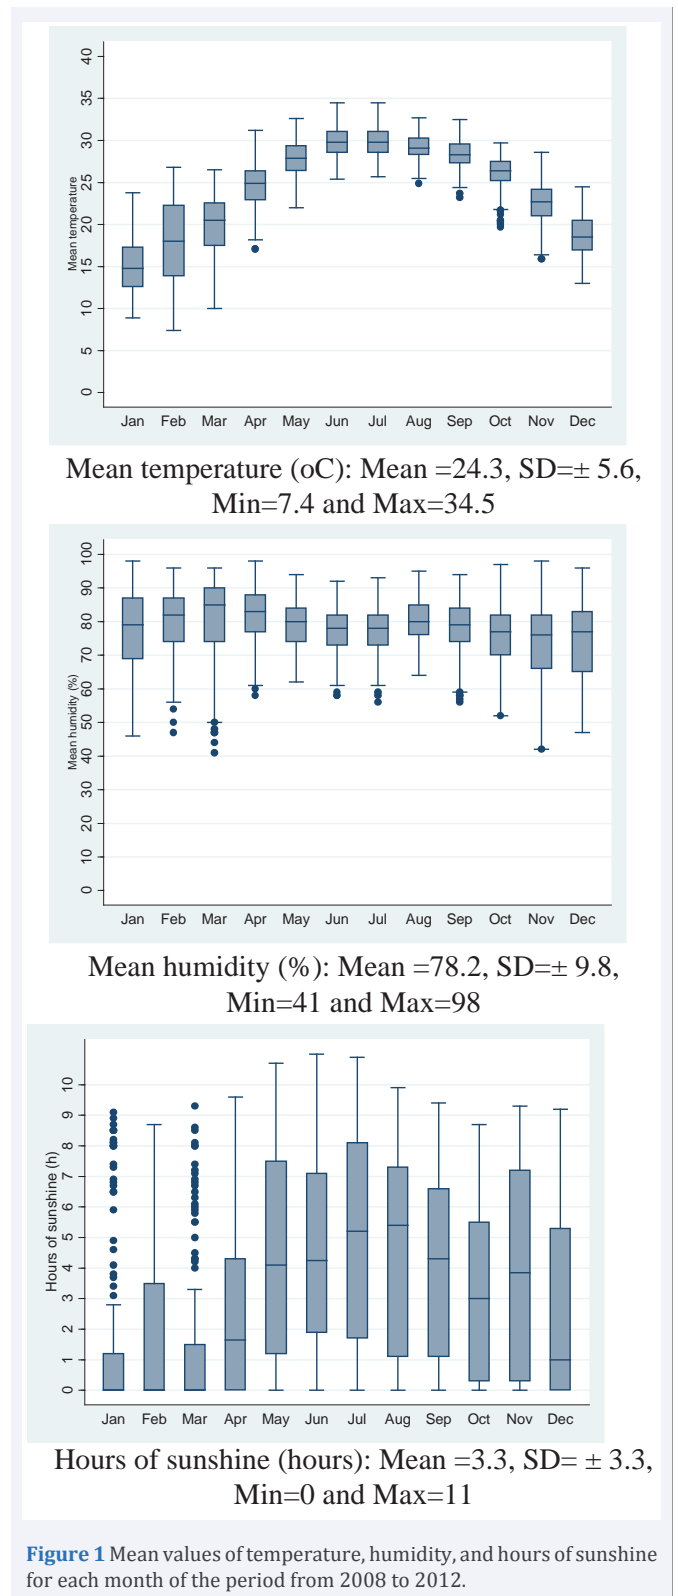 Mean temperature
40
35
30
25
20
15
10
5
0
Jan Feb Mar Apr May Jun Jul Aug Sep Oct Nov Dec
Mean temperature (oC): Mean =24.3, SD=± 5.6,
Min=7.4 and Max=34.5
Mean humidity (%)
100
90
80
70
60
50
40
30
20
10
0
Jan Feb Mar Apr May Jun Jul Aug Sep Oct Nov Dec
Mean humidity (%): Mean =78.2, SD=± 9.8,
Min=41 and Max=98
Hours of sunshine (h)
10
9
8
7
6
5
4
3
2
1
0
Jan Feb Mar Apr May Jun Jul Aug Sep Oct Nov Dec
Hours of sunshine (hours): Mean =3.3, SD= ± 3.3,
Min=0 and Max=11
Figure 1 Mean values of temperature, humidity, and hours of sunshine
for each month of the period from 2008 to 2012.